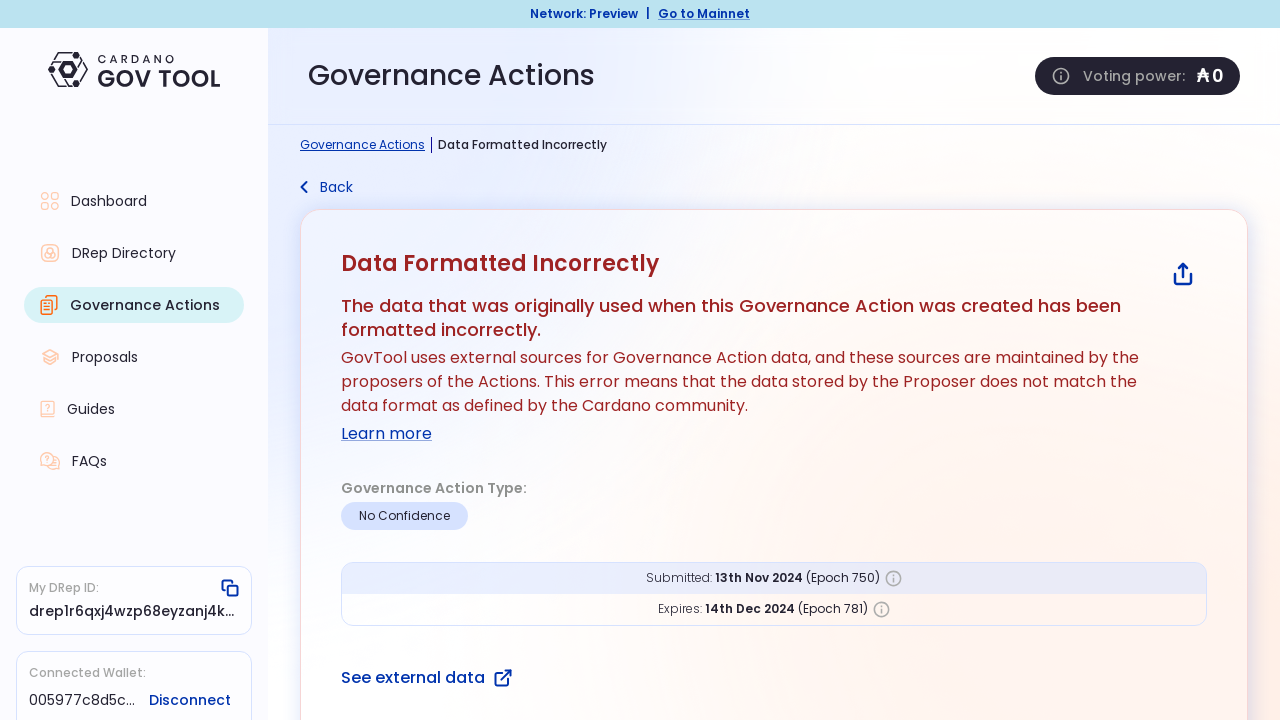 Network: Preview | Go to Mainnet
CARDANO
GOV TOOL
Governance Actions
Voting power: ₳ 0
Governance Actions | Data Formatted Incorrectly
Back
Dashboard
DRep Directory
Governance Actions
Proposals
Guides
FAQs
My DRep ID:
drep1r6qxj4wzp68eyzanj4k...
Connected Wallet:
005977c8d5c... Disconnect
Data Formatted Incorrectly
The data that was originally used when this Governance Action was created has been
formatted incorrectly.
GovTool uses external sources for Governance Action data, and these sources are maintained by the
proposers of the Actions. This error means that the data stored by the Proposer does not match the
data format as defined by the Cardano community.
Learn more
Governance Action Type:
No Confidence
Submitted: 13th Nov 2024 (Epoch 750)
Expires: 14th Dec 2024 (Epoch 781)
See external data